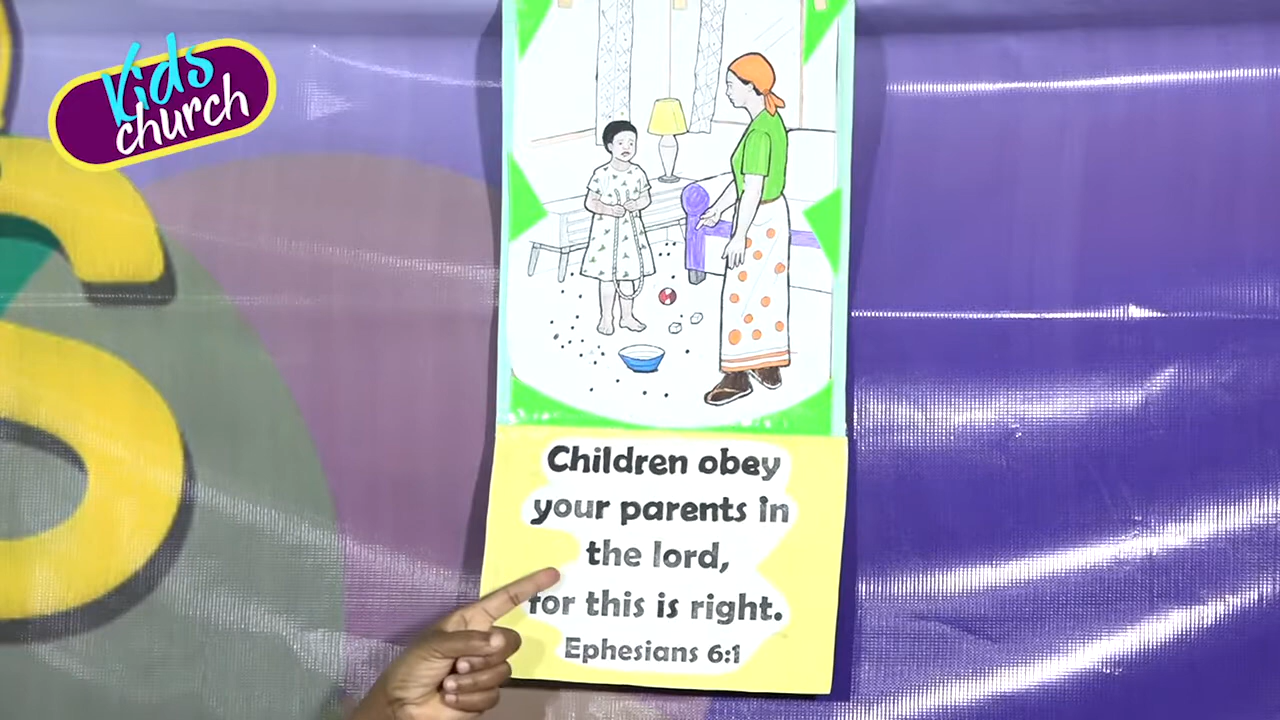 Kids
church
S
Children obey
your parents in
the lord,
for this is right.
Ephesians 6:1